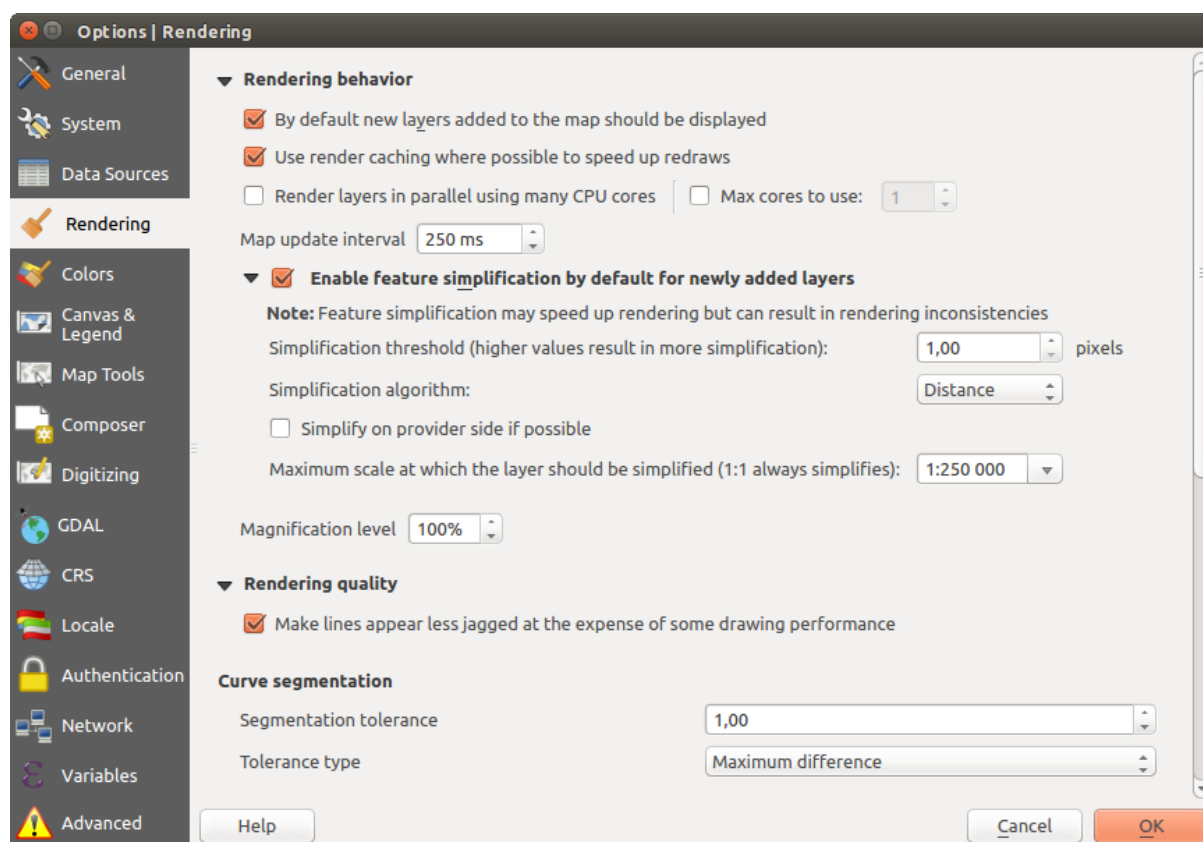 Options | Rendering
General
System
Data Sources
Rendering
Colors
Canvas &
Legend
Map Tools
Composer
Digitizing
GDAL
CRS
Locale
Authentication
Network
Variables
Advanced
Rendering behavior
By default new layers added to the map should be displayed
Use render caching where possible to speed up redraws
Render layers in parallel using many CPU cores Max cores to use: 1
Map update interval 250 ms
Enable feature simplification by default for newly added layers
Note: Feature simplification may speed up rendering but can result in rendering inconsistencies
Simplification threshold (higher values result in more simplification): 1,00 pixels
Simplification algorithm: Distance
Simplify on provider side if possible
Maximum scale at which the layer should be simplified (1:1 always simplifies): 1:250 000
Magnification level 100%
Rendering quality
Make lines appear less jagged at the expense of some drawing performance
Curve segmentation
Segmentation tolerance 1,00
Tolerance type Maximum difference
Help Cancel OK